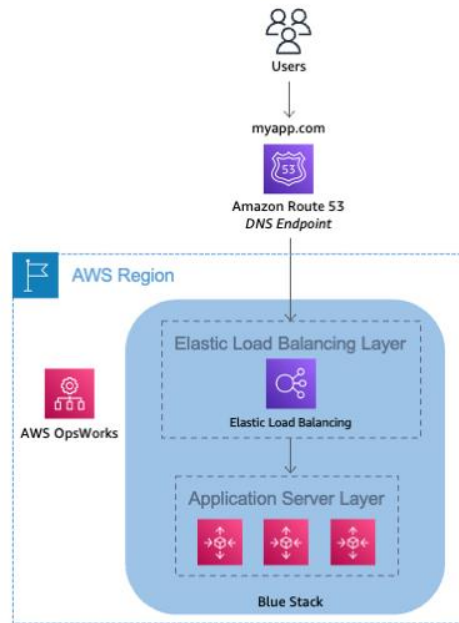 Users
myapp.com
53
Amazon Route 53
DNS Endpoint
AWS Region
Elastic Load Balancing Layer
Elastic Load Balancing
AWS OpsWorks
Application Server Layer
Blue Stack